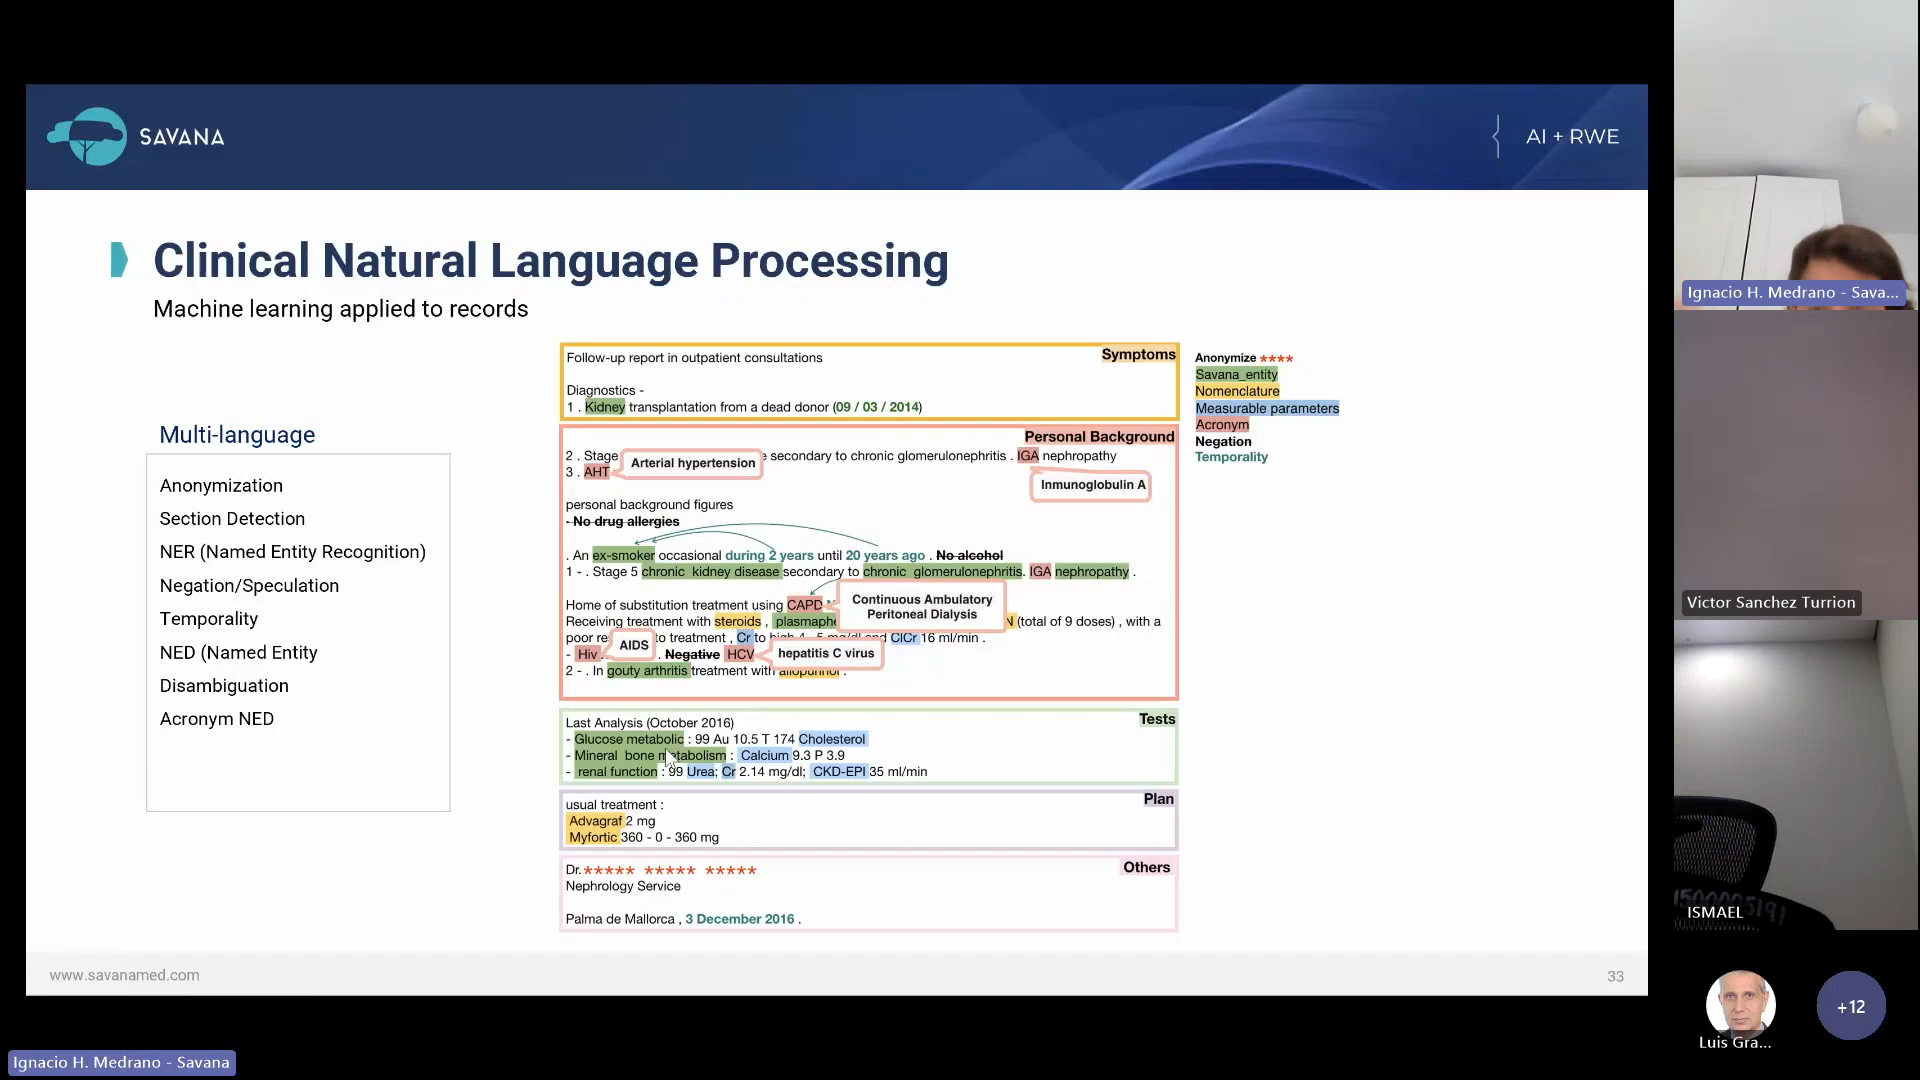 SAVANA
AI + RWE
Clinical Natural Language Processing
Machine learning applied to records
Multi-language
Anonymization
Section Detection
NER (Named Entity Recognition)
Negation/Speculation
Temporality
NED (Named Entity
Disambiguation
Acronym NED
Symptoms
Follow-up report in outpatient consultations
Diagnostics -
1 . Kidney transplantation from a dead donor (09 / 03 / 2014)
Personal Background
2 . Stage secondary to chronic glomerulonephritis . IGA nephropathy
Arterial hypertension
3 . AHT
Inmunoglobulin A
personal background figures
- No drug allergies
. An ex-smoker occasional during 2 years until 20 years ago . No alcohol
1 - . Stage 5 chronic kidney disease secondary to chronic glomerulonephritis. IGA nephropathy .
Home of substitution treatment using CAPD
Continuous Ambulatory
Peritoneal Dialysis
Receiving treatment with steroids , (total of 9 doses) , with a
poor to treatment , Cr to and ClCr 16 ml/min .
AIDS
- Hiv . Negative HCV
hepatitis C virus
2 - . In gouty arthritis treatment with allopurinol .
Tests
Last Analysis (October 2016)
- Glucose metabolic : 99 Au 10.5 T 174 Cholesterol
- Mineral bone metabolism : Calcium 9.3 P 3.9
- renal function : 99 Urea; Cr 2.14 mg/dl; CKD-EPI 35 ml/min
Plan
usual treatment :
Advagraf 2 mg
Myfortic 360 - 0 - 360 mg
Others
Dr.***** ***** *****
Nephrology Service
Palma de Mallorca , 3 December 2016 .
Anonymize ****
Savana_entity
Nomenclature
Measurable parameters
Acronym
Negation
Temporality
www.savanamed.com
33
Ignacio H. Medrano - Savana
Ignacio H. Medrano - Sava...
Victor Sanchez Turrion
ISMAEL
Luis Gra...
+12